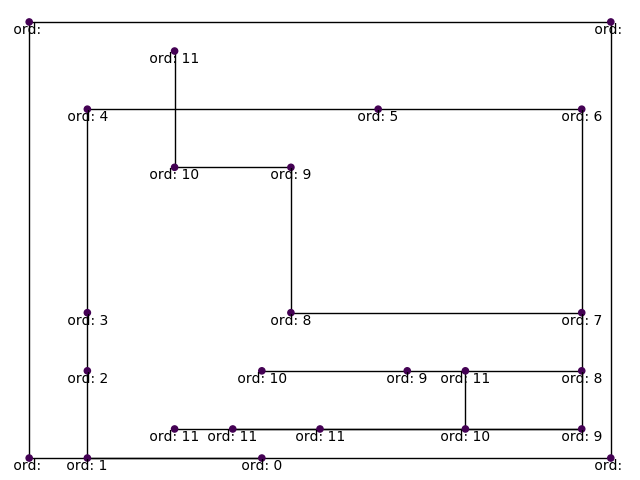 ord:
ord:
ord: 11
ord: 4
ord: 5
ord: 6
ord: 10
ord: 9
ord: 3
ord: 8
ord: 7
ord: 2
ord: 10
ord: 9
ord: 11
ord: 8
ord: 11
ord: 11
ord: 11
ord: 10
ord: 9
ord:
ord: 1
ord: 0
ord: